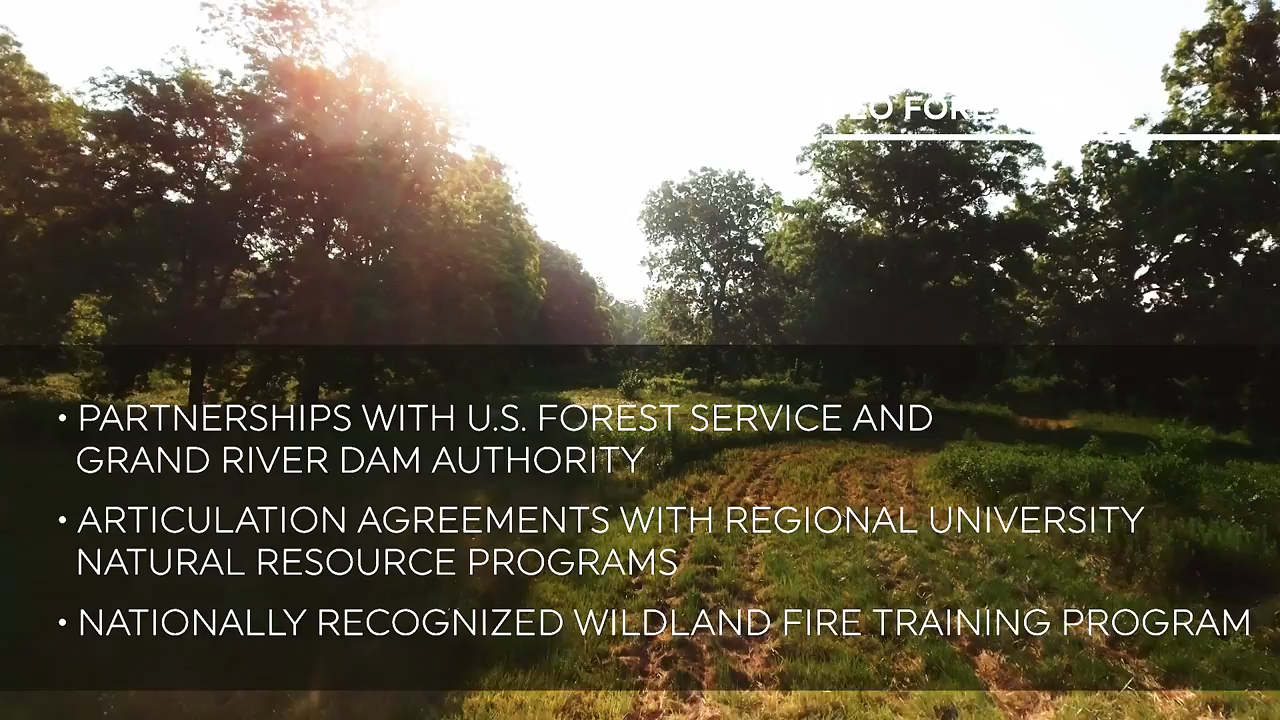 • PARTNERSHIPS WITH U.S. FOREST SERVICE AND
GRAND RIVER DAM AUTHORITY
• ARTICULATION AGREEMENTS WITH REGIONAL UNIVERSITY
NATURAL RESOURCE PROGRAMS
• NATIONALLY RECOGNIZED WILDLAND FIRE TRAINING PROGRAM